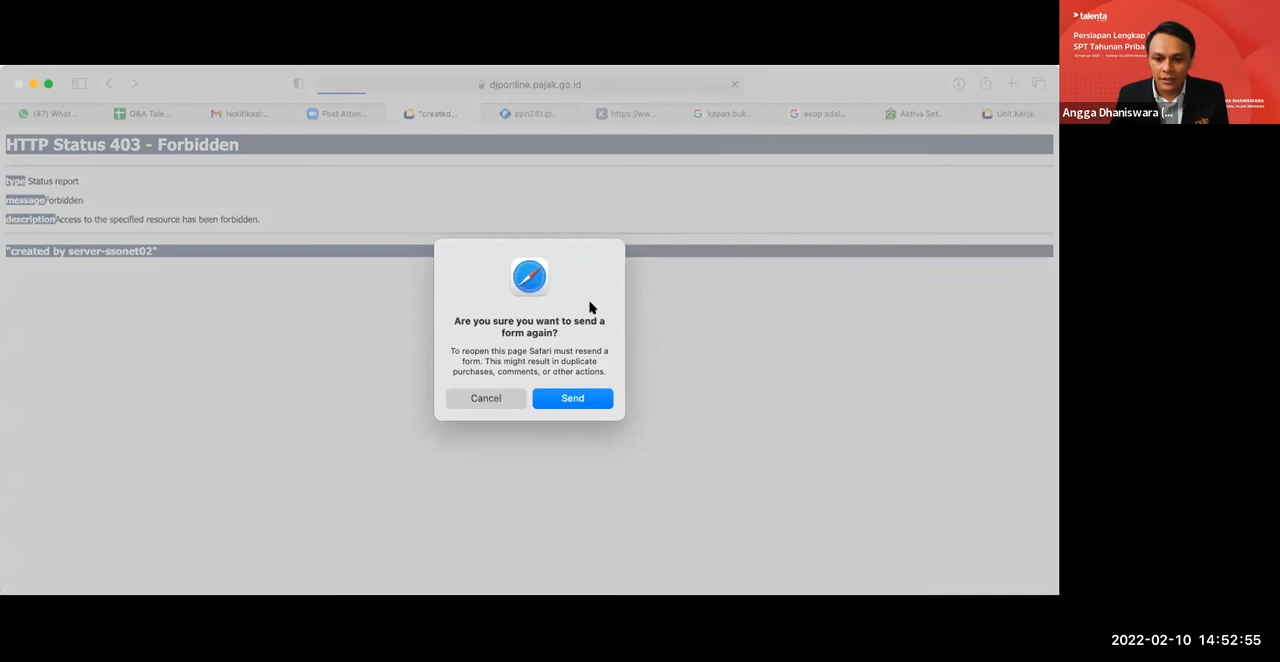 djponline.pajak.go.id
(47) What...
Q&A Tale...
Notifikasi:...
Post Atten...
"created...
pph241.jp...
https://ww...
kapan buk...
esop adal...
Aktiva Set...
Unit Kerja...
HTTP Status 403 - Forbidden
type Status report
message Forbidden
description Access to the specified resource has been forbidden.
"created by server-ssonet02"
Are you sure you want to send a
form again?
To reopen this page Safari must resend a
form. This might result in duplicate
purchases, comments, or other actions.
Cancel
Send
talenta
Persiapan Lengkap
SPT Tahunan Priba
Angga Dhaniswara (...
2022-02-10 14:52:55